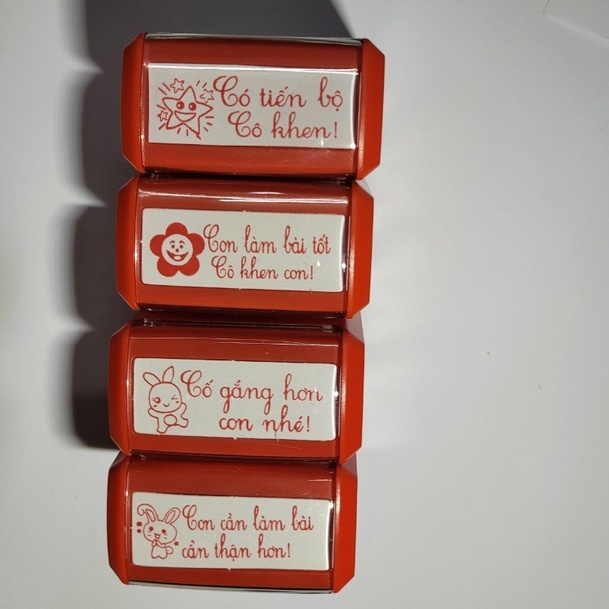 Có tiến bộ
Cô khen!
Con làm bài tốt
Cô khen con!
Cố gắng hơn
con nhé!
Con cần làm bài
cẩn thận hơn!